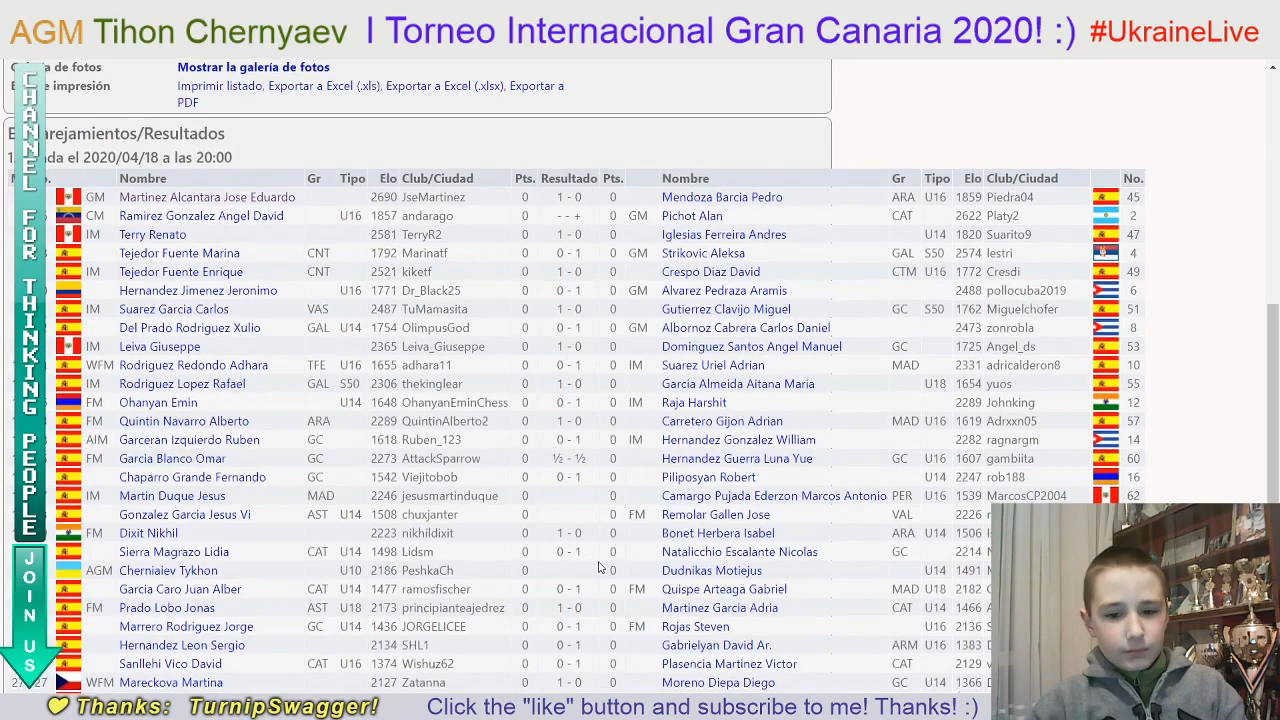 AGM Tihon Chernyaev I Torneo Internacional Gran Canaria 2020! :) #UkraineLive
de fotos Mostrar la galería de fotos
impresión Imprimir listado, Exportar a Excel (.xls), Exportar a Excel (.xlsx), Exportar a
PDF
arejamientos/Resultados
el 2020/04/18 a las 20:00
Nombre Gr Tipo Elo Club/Ciudad Pts. Resultado Pts. Nombre Gr Tipo Elo Club/Ciudad No.
GM Martinez Alcantara Jose Eduardo 2690 JseMartinez 0 1 - 0 0 Mendoza Barcia Pedro ARA U16 1859 Piedra04 45
CM Ramirez Gonzalez Angel David U16 1857 andarago 0 - - + 0 GM Pichot Alan CAT 2622 Platy2 2
IM Terry Renato 2581 TerryR2 0 1 - 0 0 Iglesias Ferreira Andres U14 1820 Suarito9 47
Tejedor Fuente Marina CNT 1792 Marinatf 0 0 - 1 0 GM Strikovic Aleksa GAL S50 2574 lestri 4
IM Tejedor Fuente Enrique CNT 0 1 - 0 0 Crespo Diaz David CTM U16 1772 Cresdi 49
Hernandez Jimenez Jeronimo U16 0 0 - 1 0 GM Alvarez Pedraza Aramis 2488 pollocuba2019 6
IM Suarez Garcia Carlos VAS 2487 TuMamasita 0 1 - 0 0 Gutierrez Clavijo Miguel GC S50 1762 Miguelchofer 51
Del Prado Rodriguez Xulio GAL U14 1754 olimpusGod 0 0 - 1 0 GM Albornoz Cabrera Carlos Daniel 2473 zonrobla 8
IM Leiva Giuseppe 2365 leiva_Giuseppe 0 1 - 0 0 Dominguez Santos Angel Manuel GC 1725 Angel_ds 53
WFM Rodriguez Redondo Adhara TFE U16 1655 adhara11 0 0 - 1 0 IM Suarez Uriel Adrian MAD 2331 adricalderon8 10
IM Rodriguez Lopez Rafael GAL S50 2306 thekinglear 0 1 - 0 0 Garcia Almeida Aitana Maria U18 1654 yuos 55
FM Ohanyan Emin U14 1648 OhanyanEminChess 0 0 - 1 0 IM Raja Harshit 2289 Johnking 12
FM Quintin Navarro Alberto ARA 2289 QuintinAlberto2 0 1 - 0 0 Carretero Gijon Adrian MAD U16 1619 Adrxxn05 57
AIM Garceran Izquierdo Ruben GC 1618 Ruben_123 0 0 - 1 0 IM Hernandez Gonzalez William 2282 ragnargm 14
FM Garcia Blanco Omar GC 2273 BlackSparrow 0 ½ - ½ 0 Hernandez Guerra Luna Yue GC U16 1607 gambiita 60
Chaparro Grande Fernando GC 1542 Viejitobob 0 0 - 1 0 Piliposyan Robert U14 2247 rob188 16
IM Martin Duque Jesus MAD 2246 jesusmartinduque 0 0 Camargo Pujada Ederzon Marcos Antonio PER U16 1539 MarcosCP2004 62
Gonzalez Garcia Jesus Vi AST U14 1508 chuxjanter 0 0 FM Remolar Gallen Jose VAL 2226
FM Dixit Nikhil 2223 nikhildixit 0 1 - 0 0 Bonet Herbera Isabel ARA U14 1506
Sierra Magrazo Lidia CAT U14 1498 Lidsm 0 0 - 1 0 Natalicchio Escalante Nicolas GC 2214
AGM Cherniaiev Tykhon U10 2186 PeshkaCh 0 0 Dudnikas Motiejus U14 1491
Garcia Caro Juan Alber CAT U14 1477 ramosfischer 0 0 - 1 0 FM Quispe Arteaga Gabriel MAD U18 2182
FM Prado Lobo Jonas AST U18 2173 principianteajedrez 0 1 - 0 0 Martinez Garcia Adria CAT U14 1466
Marrero Rodriguez Jorge GC U14 1436 JORGELICEE 0 0 - 1 0 FM Rojas Steven U16 2136
Hernandez Leon Sergio 2134 SHL1 0 0 - 1 0 Gabrielyan David Ar. ARM U16 1383
Sanllehi Vico David CAT U16 1374 Wishuz62 0 0 - 1 0 Plasencia Martinez Victor CAT 2129
WFM Mareckova Martina 2127 Zatanna 0 1 - 0 0 Moreno Diepa Diego GC U14 1366
CHANNEL FOR THINKING PEOPLE
JOIN US
Thanks: TurnipSwagger! Click the "like" button and subscribe to me! Thanks! :)